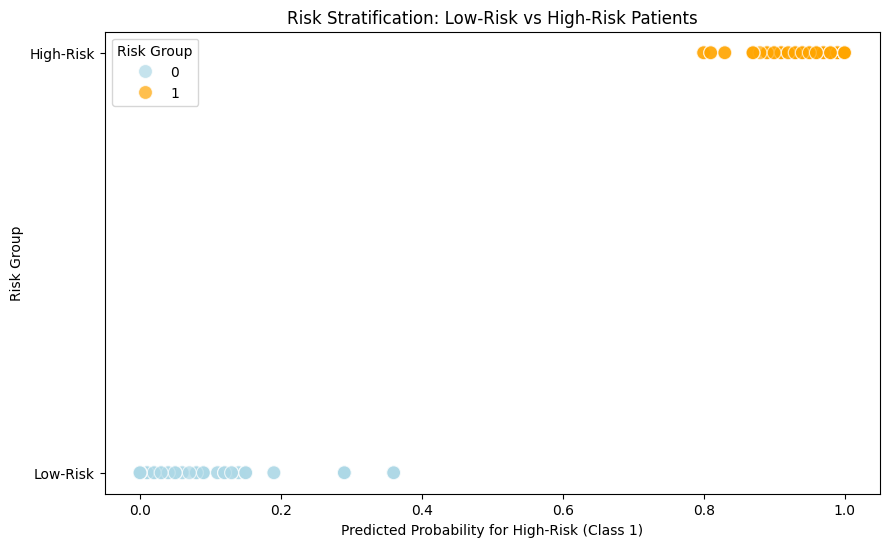 Risk Stratification: Low-Risk vs High-Risk Patients
High-Risk
Low-Risk
Risk Group
Risk Group
0
1
0.0
0.2
0.4
0.6
0.8
1.0
Predicted Probability for High-Risk (Class 1)